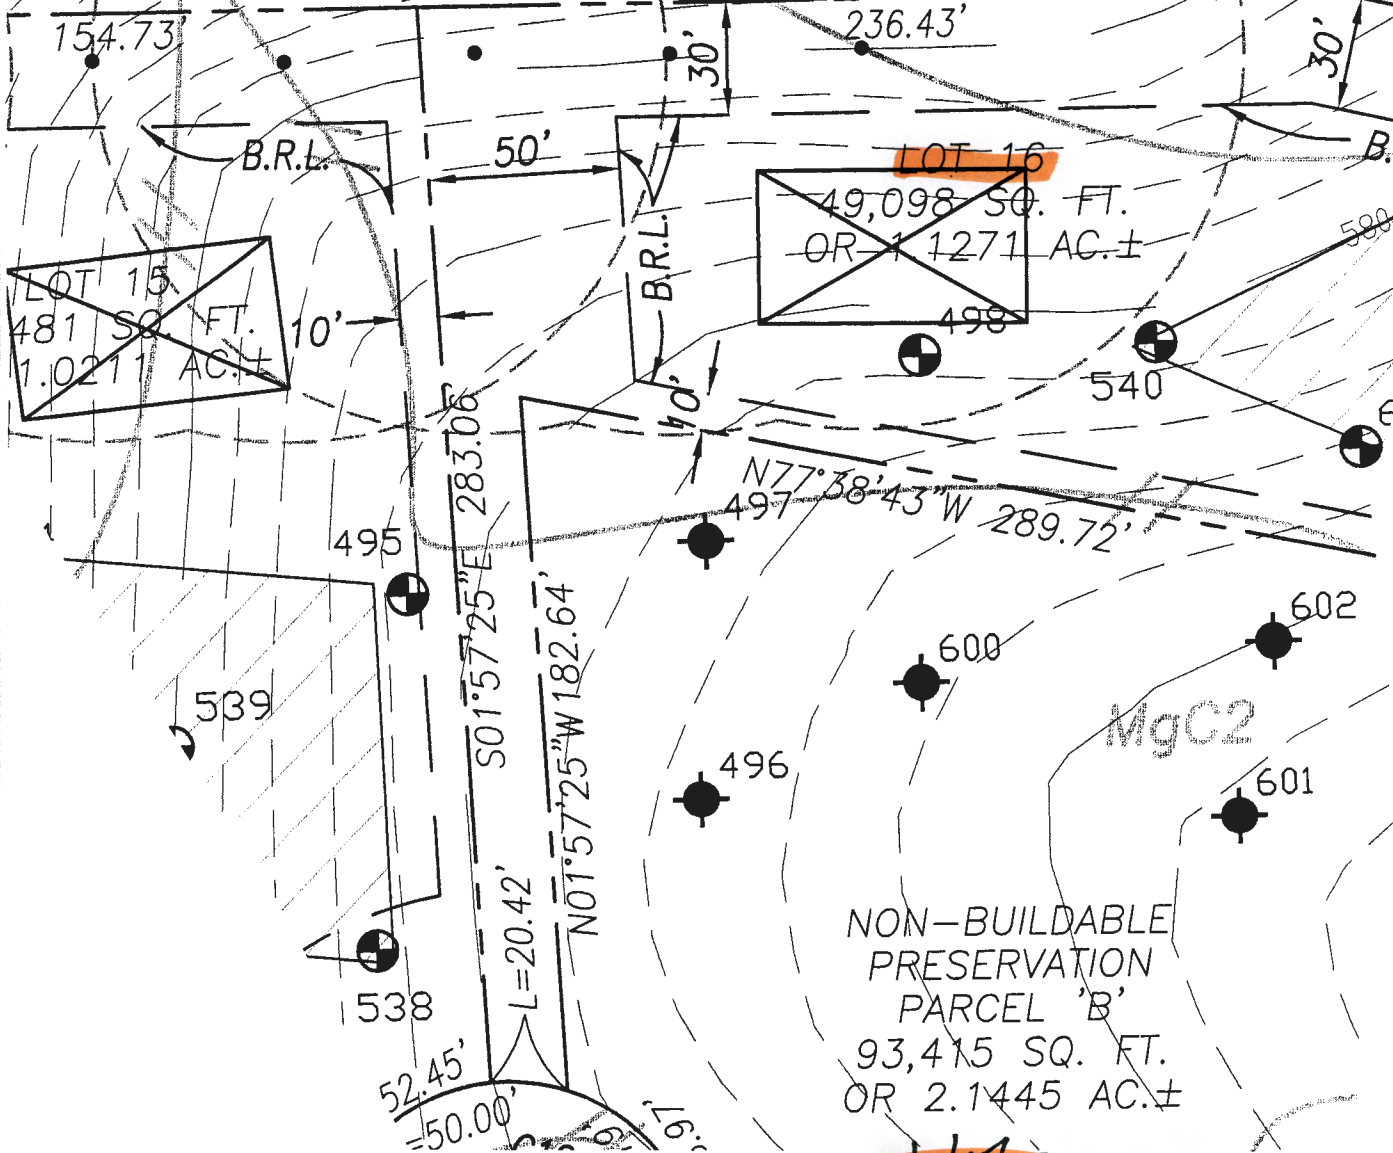 154.73'
236.43'
30'
30'
B.R.L.
50'
B.
LOT 16
49,098 SQ. FT.
OR 1.1271 AC.±
B.R.L.
580
LOT 15
481 SQ. FT.
1.0211 AC.±
10'
498
540
10'
S01°57'25"E 283.06'
N77°38'43"W 289.72'
497
495
N01°57'25"W 182.64'
602
600
539
MgC2
496
601
L=20.42'
NON-BUILDABLE
PRESERVATION
PARCEL 'B'
93,415 SQ. FT.
OR 2.1445 AC.±
538
52.45'
=50.00'